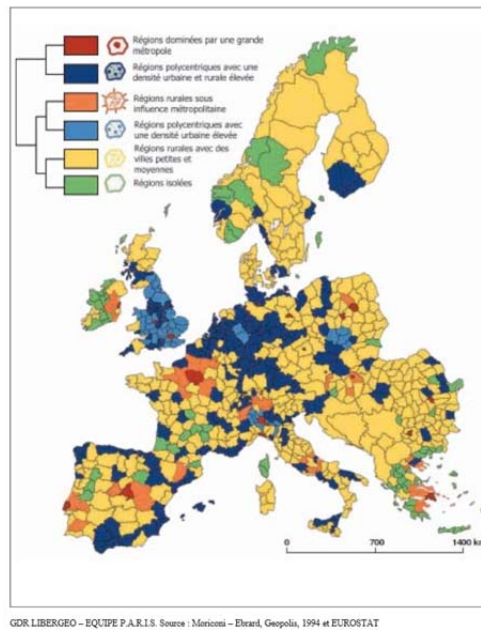 Régions dominées par une grande
métropole
Régions polycentriques avec une
densité urbaine et rurale élevée
Régions rurales sous
influence métropolitaine
Régions polycentriques avec
une densité urbaine élevée
Régions rurales avec des
villes petites et
moyennes
Régions isolées
0 700 1400 km
GDR LIBERGEO – EQUIPE P.A.R.I.S. Source : Moriconi – Ebrard, Geopolis, 1994 et EUROSTAT